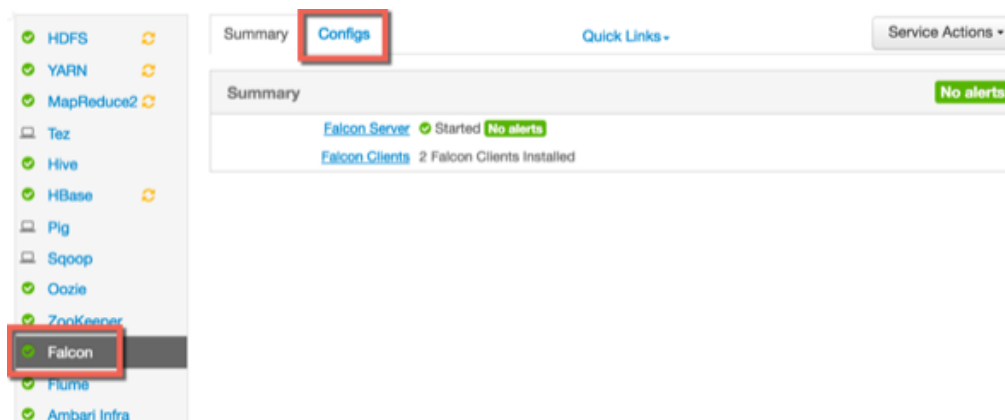 HDFS
YARN
MapReduce2
Tez
Hive
HBase
Pig
Sqoop
Oozie
ZooKeeper
Falcon
Flume
Ambari Infra
Summary Configs Quick Links Service Actions
Summary No alerts
Falcon Server Started No alerts
Falcon Clients 2 Falcon Clients Installed